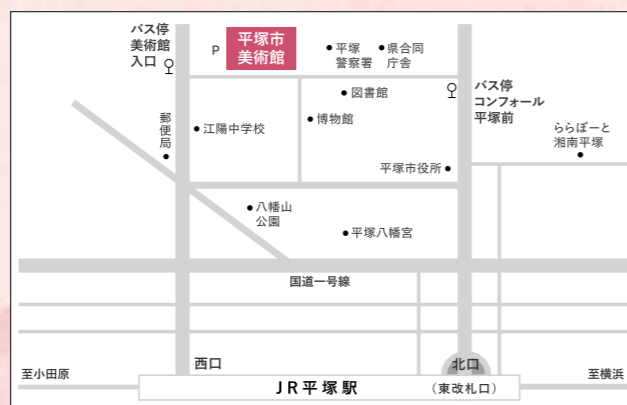 バス停
美術館
入口
P
平塚市
美術館
平塚
警察署
県合同
庁舎
図書館
バス停
コンフォール
平塚前
郵便局
江陽中学校
博物館
ららぽーと
湘南平塚
平塚市役所
八幡山
公園
平塚八幡宮
国道一号線
西口
北口
至小田原
至横浜
JR平塚駅
（東改札口）